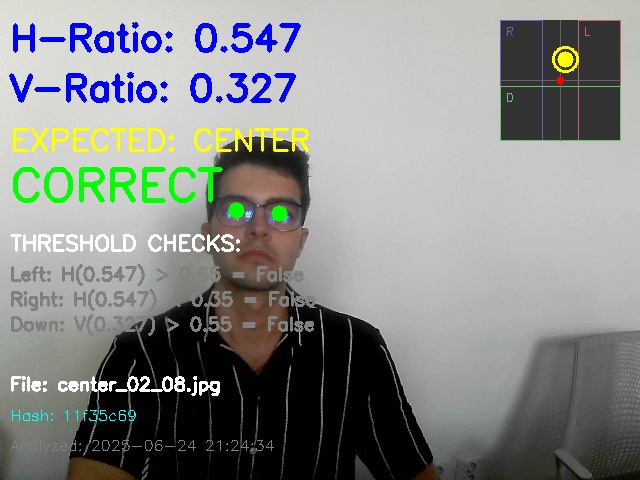 H-Ratio: 0.547
V-Ratio: 0.327
R
L
D
EXPECTED: CENTER
CORRECT
THRESHOLD CHECKS:
Left: H(0.547) > 0.65 = False
Right: H(0.547) < 0.35 = False
Down: V(0.327) > 0.55 = False
File: center_02_08.jpg
Hash: 11f35c69
Analyzed: 2025-06-24 21:24:34